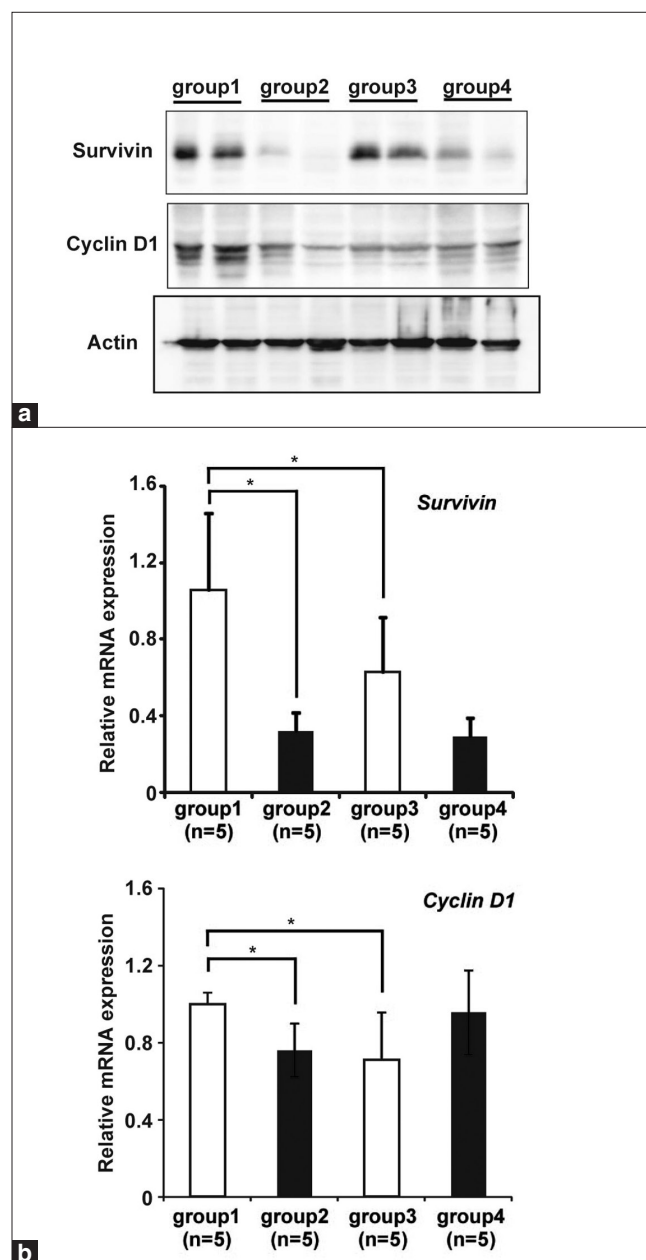 group1 group2 group3 group4
Survivin
Cyclin D1
Actin
a
Survivin
Relative mRNA expression
1.6
1.2
0.8
0.4
0
*
*
group1 group2 group3 group4
(n=5) (n=5) (n=5) (n=5)
Cyclin D1
Relative mRNA expression
1.6
1.2
0.8
0.4
0
*
*
group1 group2 group3 group4
(n=5) (n=5) (n=5) (n=5)
b